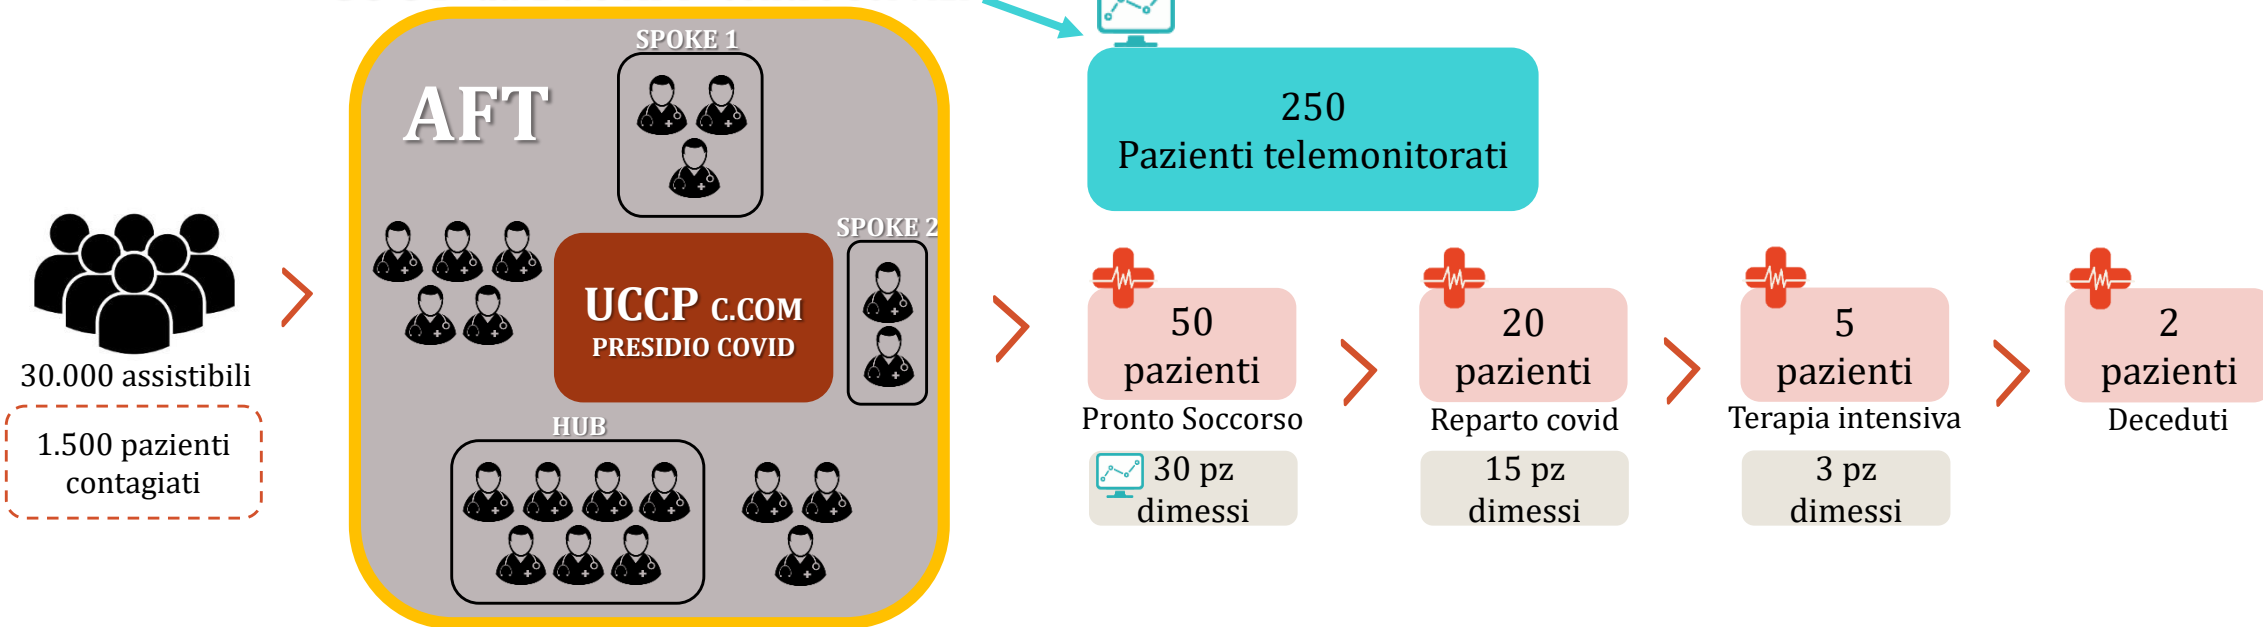 30.000 assistibili
1.500 pazienti
contagiati
AFT
SPOKE 1
SPOKE 2
UCCP C.COM
PRESIDIO COVID
HUB
250
Pazienti telemonitorati
50
pazienti
Pronto Soccorso
30 pz
dimessi
20
pazienti
Reparto covid
15 pz
dimessi
5
pazienti
Terapia intensiva
3 pz
dimessi
2
pazienti
Deceduti